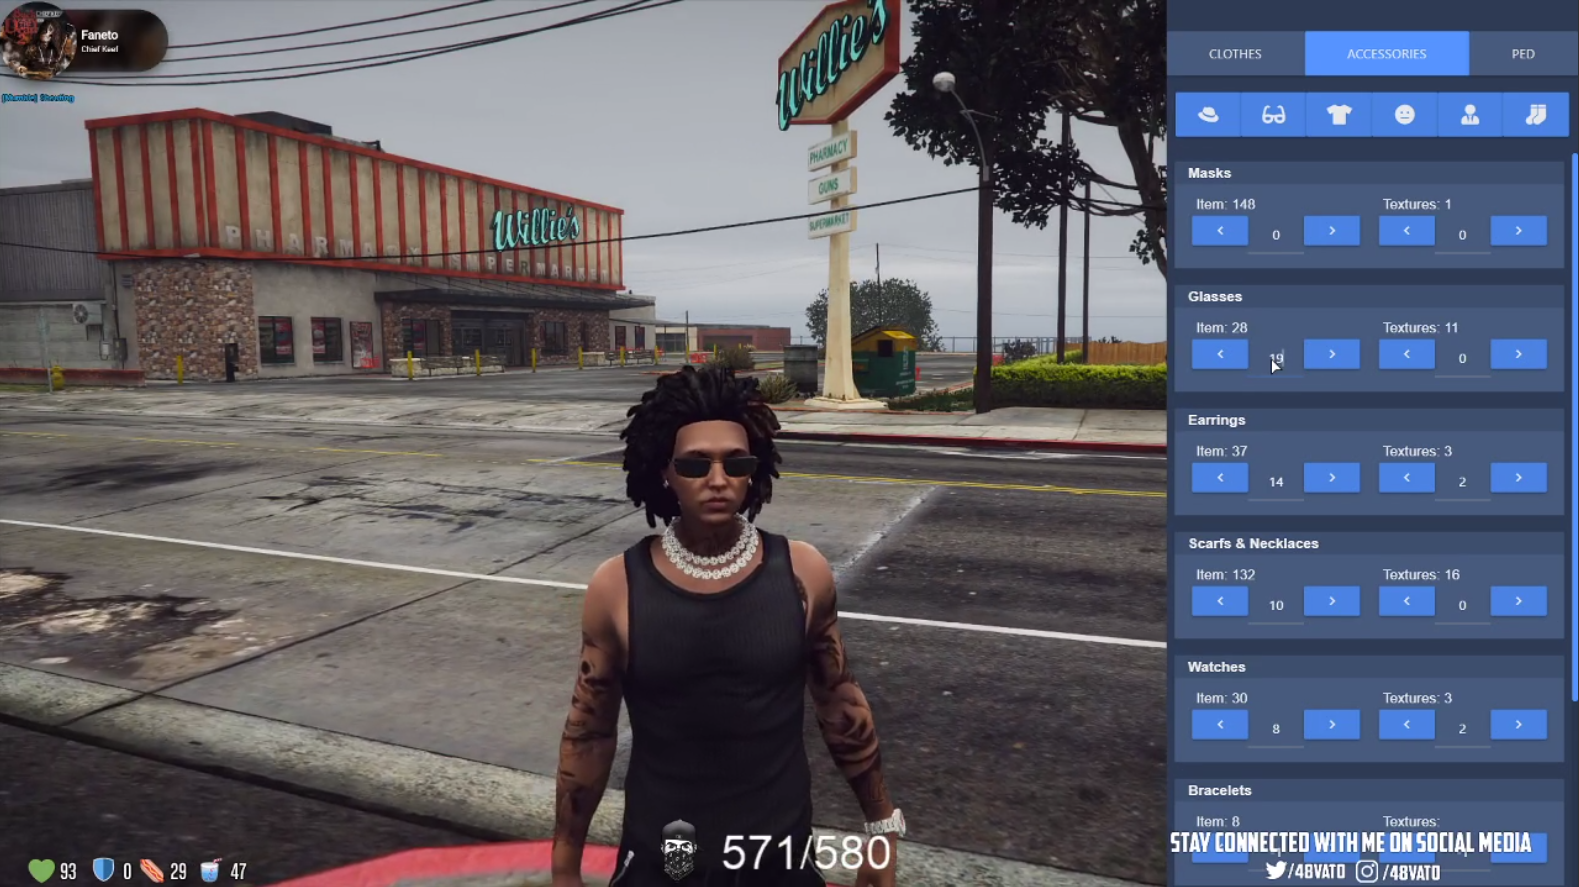 Faneto
Chief Keef
Willie's
PHARMACY
GUNS
SUPERMARKET
Willie's
PHARMACY SUPERMARKET
CLOTHES
ACCESSORIES
PED
Masks
Item: 148
Textures: 1
< 0 >
< 0 >
Glasses
Item: 28
Textures: 11
< 19 >
< 0 >
Earrings
Item: 37
Textures: 3
< 14 >
< 2 >
Scarfs & Necklaces
Item: 132
Textures: 16
< 10 >
< 0 >
Watches
Item: 30
Textures: 3
< 8 >
< 2 >
Bracelets
Item: 8
Textures:
STAY CONNECTED WITH ME ON SOCIAL MEDIA
/48VATO
/48VATO
571/580
93
0
29
47